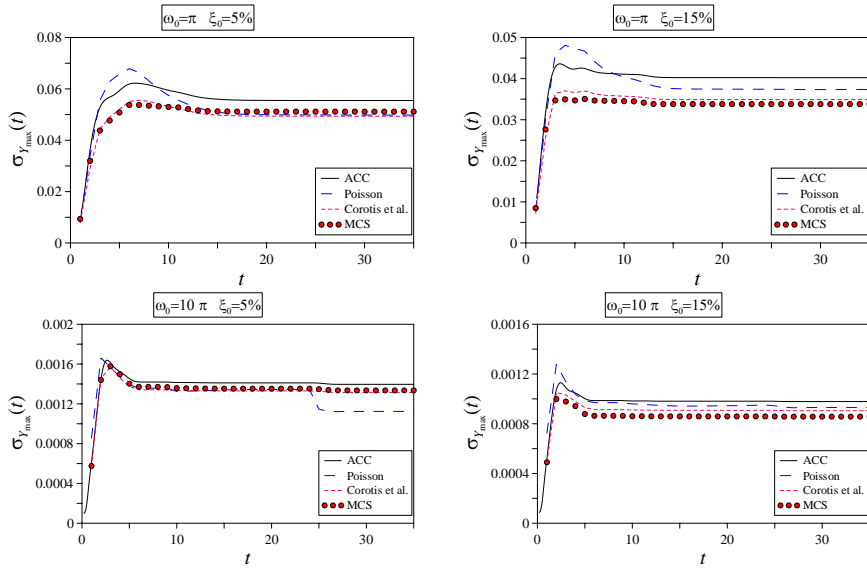 ω₀=π ξ₀=5%
σ_Ymax(t)
0.08
0.06
0.04
0.02
0
0
10
20
30
t
ACC
Poisson
Corotis et al.
MCS
ω₀=π ξ₀=15%
σ_Ymax(t)
0.05
0.04
0.03
0.02
0.01
0
0
10
20
30
t
ACC
Poisson
Corotis et al.
MCS
ω₀=10 π ξ₀=5%
σ_Ymax(t)
0.002
0.0016
0.0012
0.0008
0.0004
0
0
10
20
30
t
ACC
Poisson
Corotis et al.
MCS
ω₀=10 π ξ₀=15%
σ_Ymax(t)
0.0016
0.0012
0.0008
0.0004
0
0
10
20
30
t
ACC
Poisson
Corotis et al.
MCS